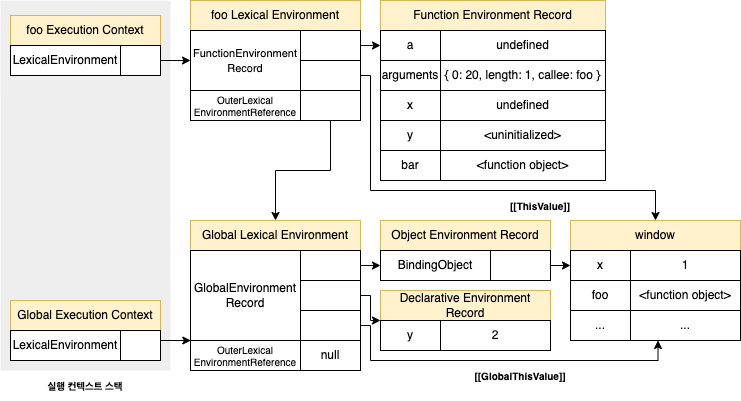 foo Execution Context
LexicalEnvironment
foo Lexical Environment
FunctionEnvironment
Record
OuterLexical
EnvironmentReference
Function Environment Record
a undefined
arguments { 0: 20, length: 1, callee: foo }
x undefined
y <uninitialized>
bar <function object>
[[ThisValue]]
Global Lexical Environment
GlobalEnvironment
Record
OuterLexical
EnvironmentReference
null
Object Environment Record
BindingObject
Declarative Environment
Record
y 2
window
x 1
foo <function object>
... ...
Global Execution Context
LexicalEnvironment
[[GlobalThisValue]]
실행 컨텍스트 스택